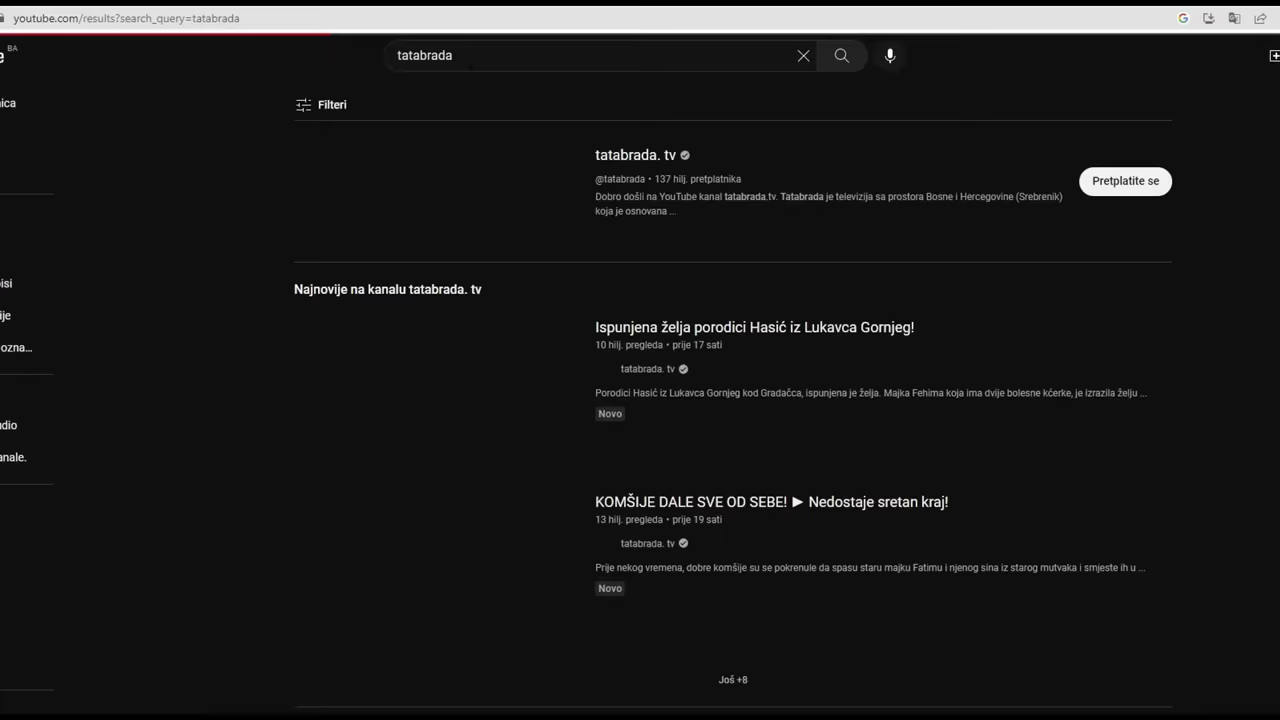 youtube.com/results?search_query=tatabrada
BA
tatabrada
Filteri
tatabrada. tv
@tatabrada • 137 hilj. pretplatnika
Dobro došli na YouTube kanal tatabrada.tv. Tatabrada je televizija sa prostora Bosne i Hercegovine (Srebrenik)
koja je osnovana ...
Pretplatite se
Najnovije na kanalu tatabrada. tv
Ispunjena želja porodici Hasić iz Lukavca Gornjeg!
10 hilj. pregleda • prije 17 sati
tatabrada. tv
Porodici Hasić iz Lukavca Gornjeg kod Gradačca, ispunjena je želja. Majka Fehima koja ima dvije bolesne kćerke, je izrazila želju ...
Novo
KOMŠIJE DALE SVE OD SEBE! ► Nedostaje sretan kraj!
13 hilj. pregleda • prije 19 sati
tatabrada. tv
Prije nekog vremena, dobre komšije su se pokrenule da spasu staru majku Fatimu i njenog sina iz starog mutvaka i smjeste ih u ...
Novo
Još +8
ica
isi
ije
ozna...
dio
anale.